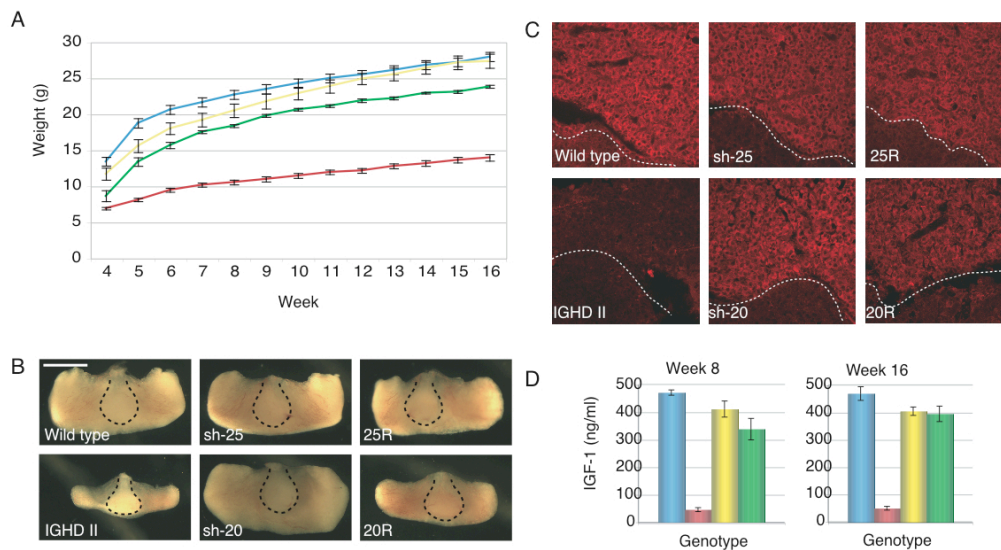 A
30
25
20
15
10
5
0
Weight (g)
4 5 6 7 8 9 10 11 12 13 14 15 16
Week
B
Wild type
sh-25
25R
IGHD II
sh-20
20R
C
Wild type
sh-25
25R
IGHD II
sh-20
20R
D
Week 8
500
400
300
200
100
0
IGF-1 (ng/ml)
Genotype
Week 16
500
400
300
200
100
0
Genotype